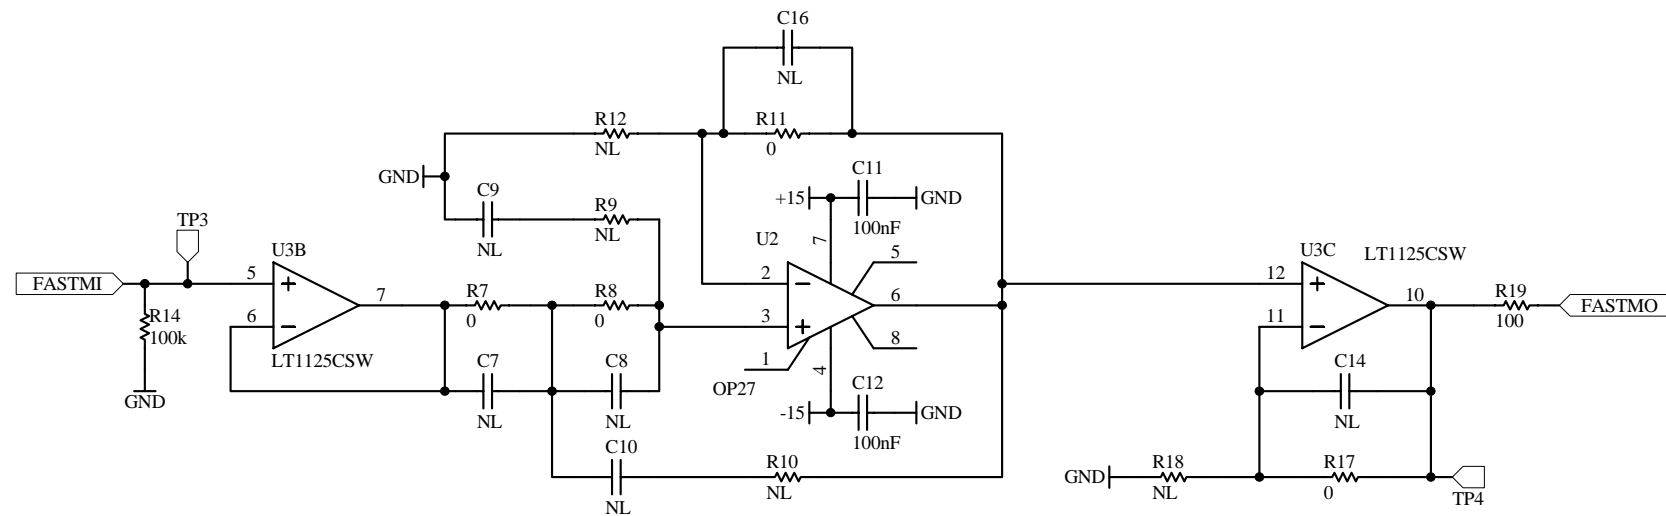 C16
NL
R12
NL
R11
0
GND
C9
NL
R9
NL
C11
+15
GND
100nF
7
TP3
U3B
U2
5
U3C
LT1125CSW
FASTMI
5
7
R7
0
R8
0
2
6
12
10
R19
100
FASTMO
R14
100k
6
LT1125CSW
3
11
8
1
4
C7
NL
C8
NL
OP27
C12
C14
NL
GND
-15
GND
100nF
C10
NL
R10
NL
GND
R18
NL
R17
0
TP4